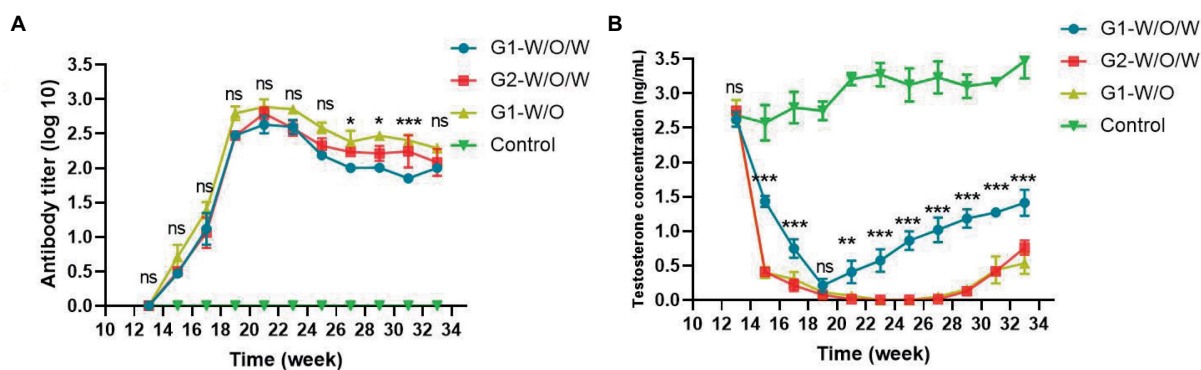 A
Antibody titer (log 10)
3.5
3.0
2.5
2.0
1.5
1.0
0.5
0.0
ns
ns
ns
ns
ns
ns
ns
*
*
***
ns
10 12 14 16 18 20 22 24 26 28 30 32 34
Time (week)
G1-W/O/W
G2-W/O/W
G1-W/O
Control
B
Testosterone concentration (ng/mL)
3.5
3.0
2.5
2.0
1.5
1.0
0.5
0.0
ns
***
***
ns
**
***
***
***
***
***
***
10 12 14 16 18 20 22 24 26 28 30 32 34
Time (week)
G1-W/O/W
G2-W/O/W
G1-W/O
Control